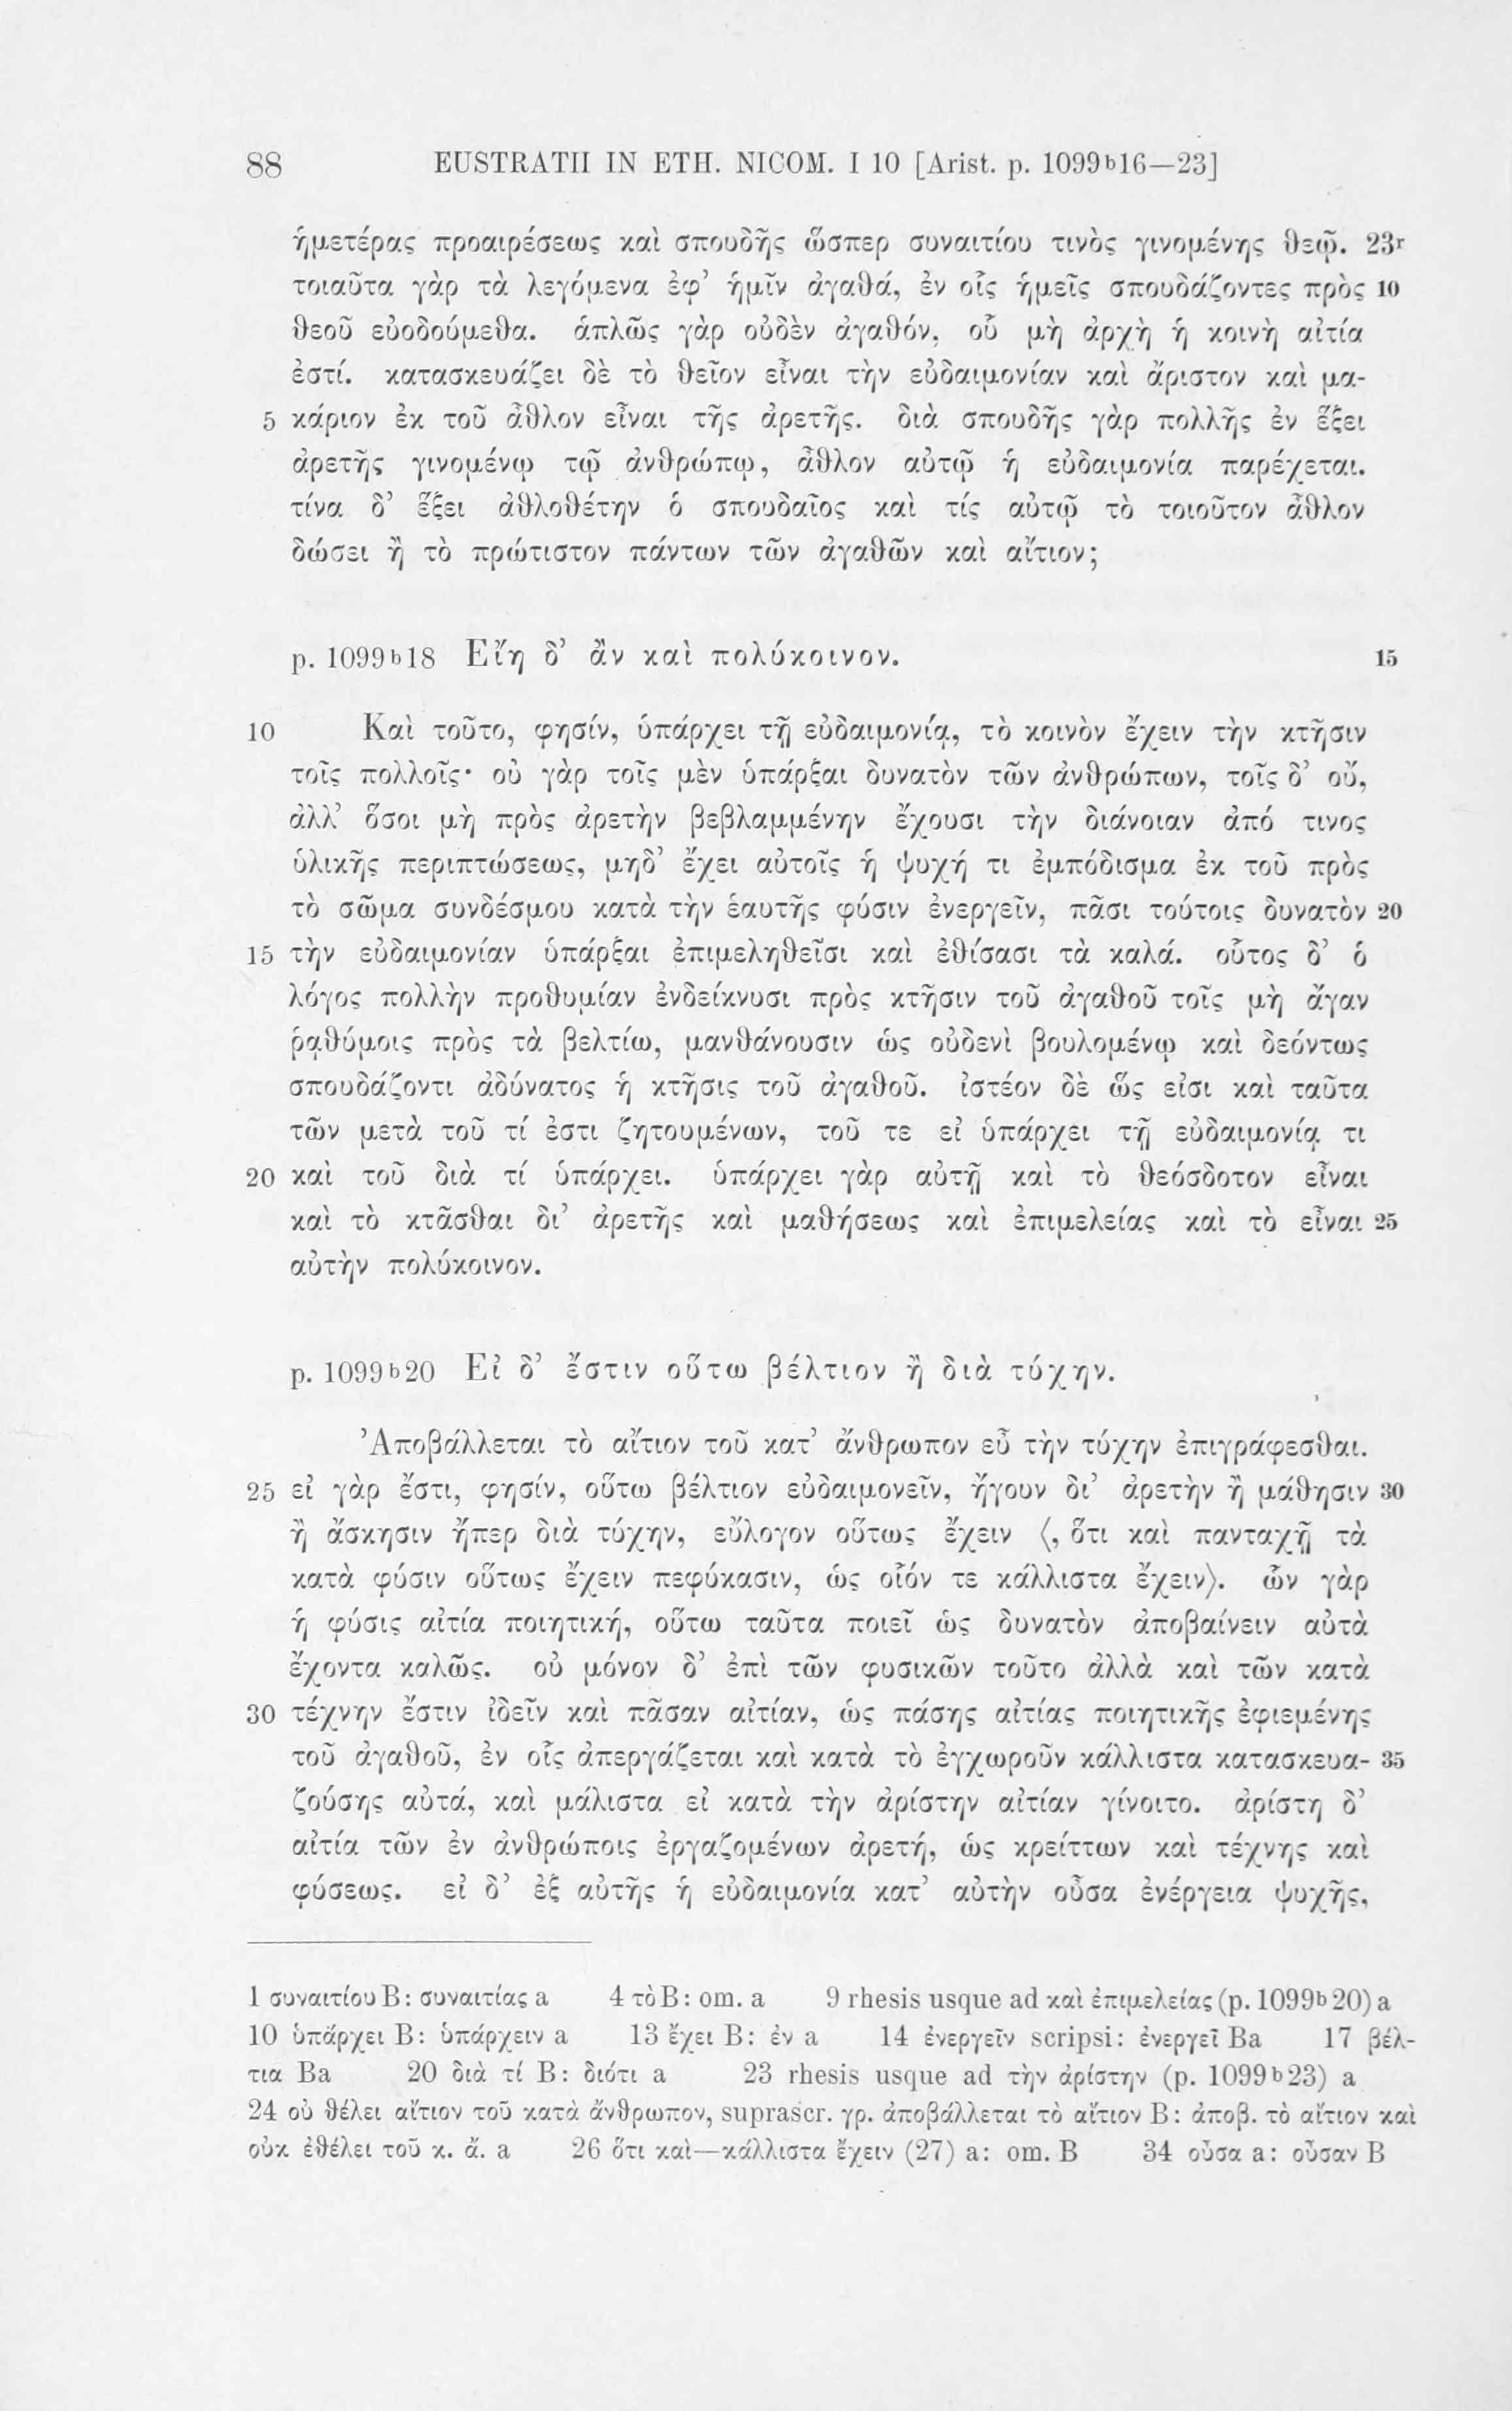 88 EUSTRATII IN ETH. NICOM. I 10 [Arist. p. 1099ᵇ16—23]
ἡμετέρας προαιρέσεως καὶ σπουδῆς ὥσπερ συναιτίου τινὸς γινομένης θεῷ. 23ʳ
τοιαῦτα γὰρ τὰ λεγόμενα ἐφ’ ἡμῖν ἀγαθά, ἐν οἷς ἡμεῖς σπουδάζοντες πρὸς 10
θεοῦ εὐοδούμεθα. ἁπλῶς γὰρ οὐδὲν ἀγαθόν, οὗ μὴ ἀρχὴ ἡ κοινὴ αἰτία
ἐστί. κατασκευάζει δὲ τὸ θεῖον εἶναι τὴν εὐδαιμονίαν καὶ ἄριστον καὶ μα-
5 κάριον ἐκ τοῦ ἆθλον εἶναι τῆς ἀρετῆς. διὰ σπουδῆς γὰρ πολλῆς ἐν ἕξει
ἀρετῆς γινομένῳ τῷ ἀνθρώπῳ, ἆθλον αὐτῷ ἡ εὐδαιμονία παρέχεται.
τίνα δ’ ἕξει ἀθλοθέτην ὁ σπουδαῖος καὶ τίς αὐτῷ τὸ τοιοῦτον ἆθλον
δώσει ἢ τὸ πρώτιστον πάντων τῶν ἀγαθῶν καὶ αἴτιον;
p. 1099ᵇ18 Εἴη δ’ ἂν καὶ πολύκοινον. 15
10 Καὶ τοῦτο, φησίν, ὑπάρχει τῇ εὐδαιμονίᾳ, τὸ κοινὸν ἔχειν τὴν κτῆσιν
τοῖς πολλοῖς· οὐ γὰρ τοῖς μὲν ὑπάρξαι δυνατὸν τῶν ἀνθρώπων, τοῖς δ’ οὔ,
ἀλλ’ ὅσοι μὴ πρὸς ἀρετὴν βεβλαμμένην ἔχουσι τὴν διάνοιαν ἀπό τινος
ὑλικῆς περιπτώσεως, μηδ’ ἔχει αὐτοῖς ἡ ψυχή τι ἐμπόδισμα ἐκ τοῦ πρὸς
τὸ σῶμα συνδέσμου κατὰ τὴν ἑαυτῆς φύσιν ἐνεργεῖν, πᾶσι τούτοις δυνατὸν 20
15 τὴν εὐδαιμονίαν ὑπάρξαι ἐπιμεληθεῖσι καὶ ἐθίσασι τὰ καλά. οὗτος δ’ ὁ
λόγος πολλὴν προθυμίαν ἐνδείκνυσι πρὸς κτῆσιν τοῦ ἀγαθοῦ τοῖς μὴ ἄγαν
ῥᾳθύμοις πρὸς τὰ βελτίω, μανθάνουσιν ὡς οὐδενὶ βουλομένῳ καὶ δεόντως
σπουδάζοντι ἀδύνατος ἡ κτῆσις τοῦ ἀγαθοῦ. ἰστέον δὲ ὥς εἰσι καὶ ταῦτα
τῶν μετὰ τοῦ τί ἐστι ζητουμένων, τοῦ τε εἰ ὑπάρχει τῇ εὐδαιμονίᾳ τι
20 καὶ τοῦ διὰ τί ὑπάρχει. ὑπάρχει γὰρ αὐτῇ καὶ τὸ θεόσδοτον εἶναι
καὶ τὸ κτᾶσθαι δι’ ἀρετῆς καὶ μαθήσεως καὶ ἐπιμελείας καὶ τὸ εἶναι 25
αὐτὴν πολύκοινον.
p. 1099ᵇ20 Εἰ δ’ ἔστιν οὕτω βέλτιον ἢ διὰ τύχην.
Ἀποβάλλεται τὸ αἴτιον τοῦ κατ’ ἄνθρωπον εὖ τὴν τύχην ἐπιγράφεσθαι.
25 εἰ γὰρ ἔστι, φησίν, οὕτω βέλτιον εὐδαιμονεῖν, ἤγουν δι’ ἀρετὴν ἢ μάθησιν 30
ἢ ἄσκησιν ἤπερ διὰ τύχην, εὔλογον οὕτως ἔχειν ⟨, ὅτι καὶ πανταχῇ τὰ
κατὰ φύσιν οὕτως ἔχειν πεφύκασιν, ὡς οἷόν τε κάλλιστα ἔχειν⟩. ὧν γὰρ
ἡ φύσις αἰτία ποιητική, οὕτω ταῦτα ποιεῖ ὡς δυνατὸν ἀποβαίνειν αὐτὰ
ἔχοντα καλῶς. οὐ μόνον δ’ ἐπὶ τῶν φυσικῶν τοῦτο ἀλλὰ καὶ τῶν κατὰ
30 τέχνην ἔστιν ἰδεῖν καὶ πᾶσαν αἰτίαν, ὡς πάσης αἰτίας ποιητικῆς ἐφιεμένης
τοῦ ἀγαθοῦ, ἐν οἷς ἀπεργάζεται καὶ κατὰ τὸ ἐγχωροῦν κάλλιστα κατασκευα- 35
ζούσης αὐτά, καὶ μάλιστα εἰ κατὰ τὴν ἀρίστην αἰτίαν γίνοιτο. ἀρίστη δ’
αἰτία τῶν ἐν ἀνθρώποις ἐργαζομένων ἀρετή, ὡς κρείττων καὶ τέχνης καὶ
φύσεως. εἰ δ’ ἐξ αὐτῆς ἡ εὐδαιμονία κατ’ αὐτὴν οὖσα ἐνέργεια ψυχῆς,
1 συναιτίου B: συναιτίας a 4 τὸ B: om. a 9 rhesis usque ad καὶ ἐπιμελείας (p. 1099ᵇ20) a
10 ὑπάρχει B: ὑπάρχειν a 13 ἔχει B: ἐν a 14 ἐνεργεῖν scripsi: ἐνεργεῖ Ba 17 βέλ-
τια Ba 20 διὰ τί B: διότι a 23 rhesis usque ad τὴν ἀρίστην (p. 1099ᵇ23) a
24 οὐ θέλει αἴτιον τοῦ κατὰ ἄνθρωπον, suprascr. γρ. ἀποβάλλεται τὸ αἴτιον B: ἀποβ. τὸ αἴτιον καὶ
οὐκ ἐθέλει τοῦ κ. ἄ. a 26 ὅτι καὶ—κάλλιστα ἔχειν (27) a: om. B 34 οὖσα a: οὖσαν B